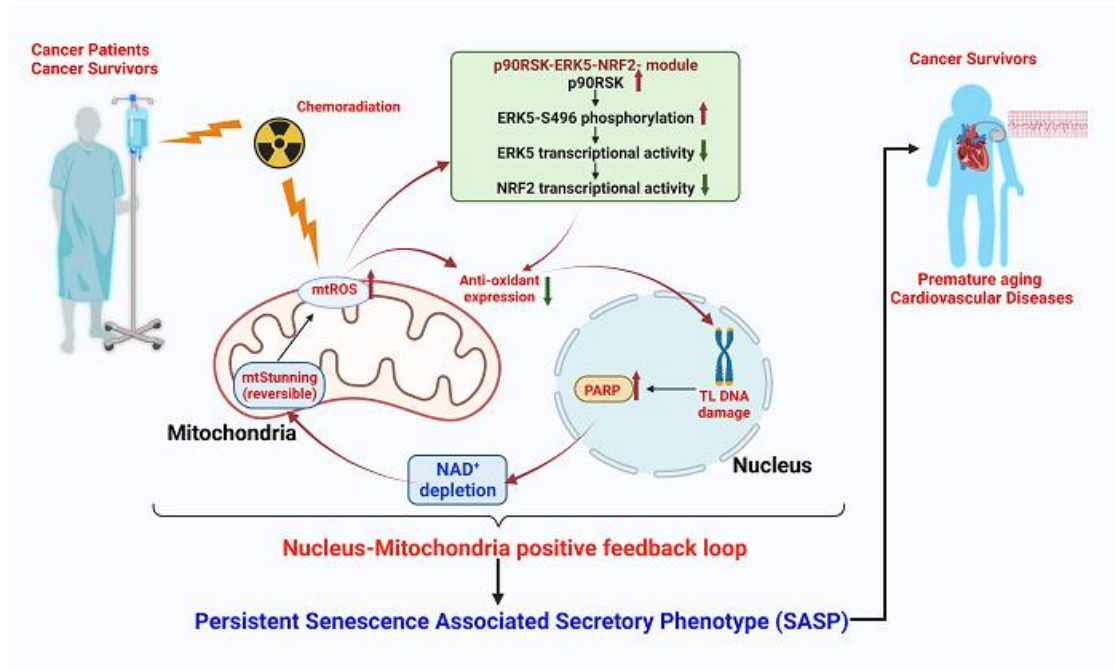 Cancer Patients
Cancer Survivors
Chemoradiation
p90RSK-ERK5-NRF2- module
p90RSK
ERK5-S496 phosphorylation
ERK5 transcriptional activity
NRF2 transcriptional activity
Cancer Survivors
Premature aging
Cardiovascular Diseases
mtROS
Anti-oxidant
expression
mtStunning
(reversible)
Mitochondria
PARP
TL DNA
damage
Nucleus
NAD⁺
depletion
Nucleus-Mitochondria positive feedback loop
Persistent Senescence Associated Secretory Phenotype (SASP)